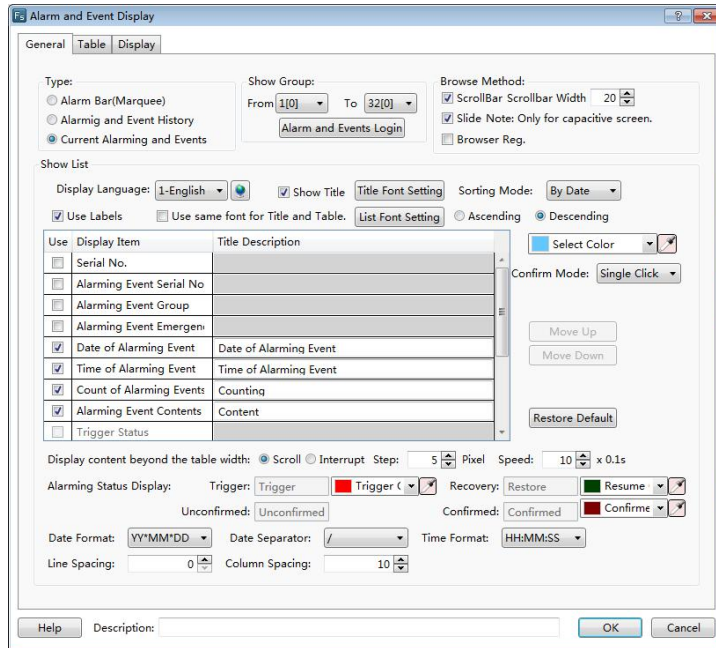 Fs Alarm and Event Display
General Table Display
Type: Show Group: Browse Method:
Alarm Bar(Marquee) From 1[0] To 32[0] ScrollBar Scrollbar Width 20
Alarmig and Event History Alarm and Events Login Slide Note: Only for capacitive screen.
Current Alarming and Events Browser Reg.
Show List
Display Language: 1-English Show Title Title Font Setting Sorting Mode: By Date
Use Labels Use same font for Title and Table. List Font Setting Ascending Descending
Use Display Item Title Description Select Color
Serial No.
Alarming Event Serial No Confirm Mode: Single Click
Alarming Event Group
Alarming Event Emergen Move Up
Date of Alarming Event Date of Alarming Event Move Down
Time of Alarming Event Time of Alarming Event
Count of Alarming Events Counting
Alarming Event Contents Content Restore Default
Trigger Status
Display content beyond the table width: Scroll Interrupt Step: 5 Pixel Speed: 10 x 0.1s
Alarming Status Display: Trigger: Trigger Trigger C Recovery: Restore Resume
Unconfirmed: Unconfirmed Confirmed: Confirmed Confirme
Date Format: YY*MM*DD Date Separator: / Time Format: HH:MM:SS
Line Spacing: 0 Column Spacing: 10
Help Description: OK Cancel